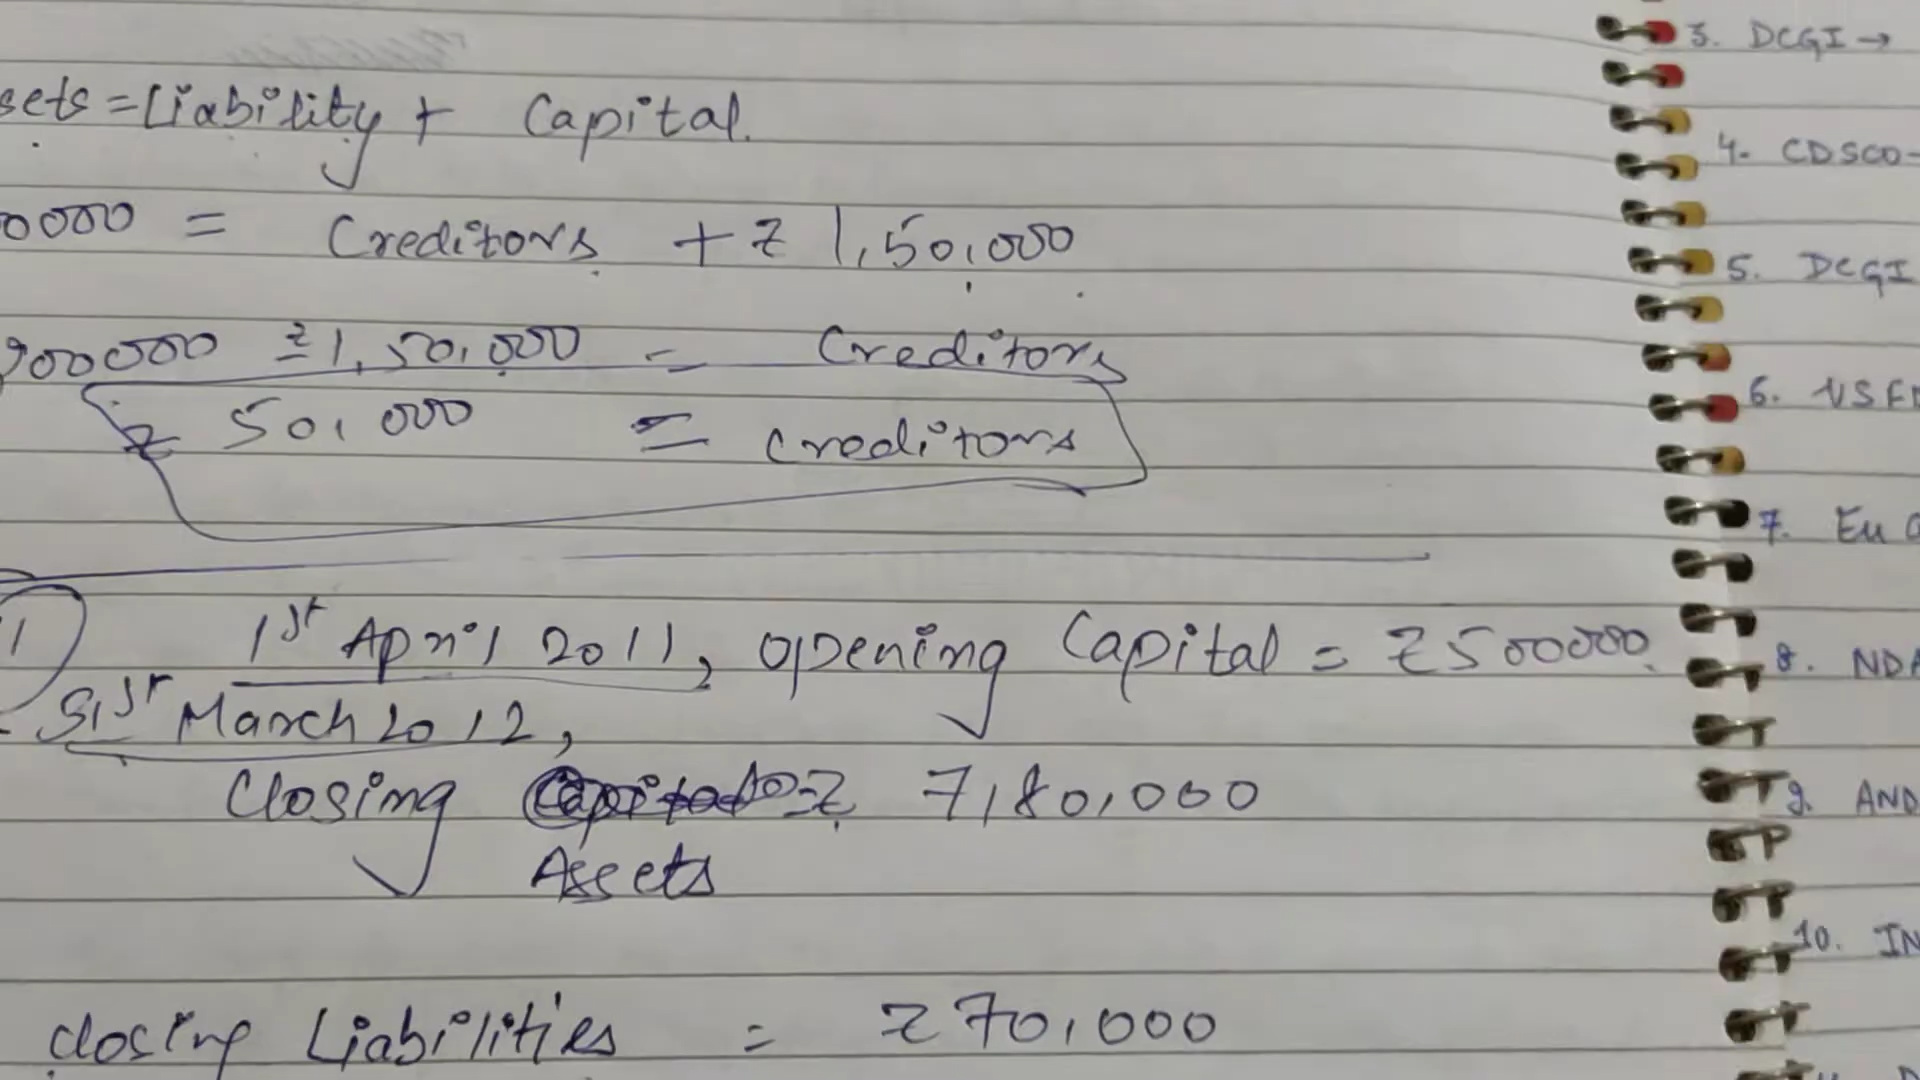 sets = Liability + Capital.
0000 = Creditors + ₹ 1,50,000
200000 - ₹1,50,000 = Creditors
₹ 50,000 = Creditors
1 1st April 2011, opening Capital = ₹500000
31st March 2012,
Closing = ₹ 7,80,000
Assets
closing Liabilities = ₹70,000
3. DCGI →
4. CDSCO-
5. DCGI
6. USF
7. Eu
8. NDA
9. AND
10. IN